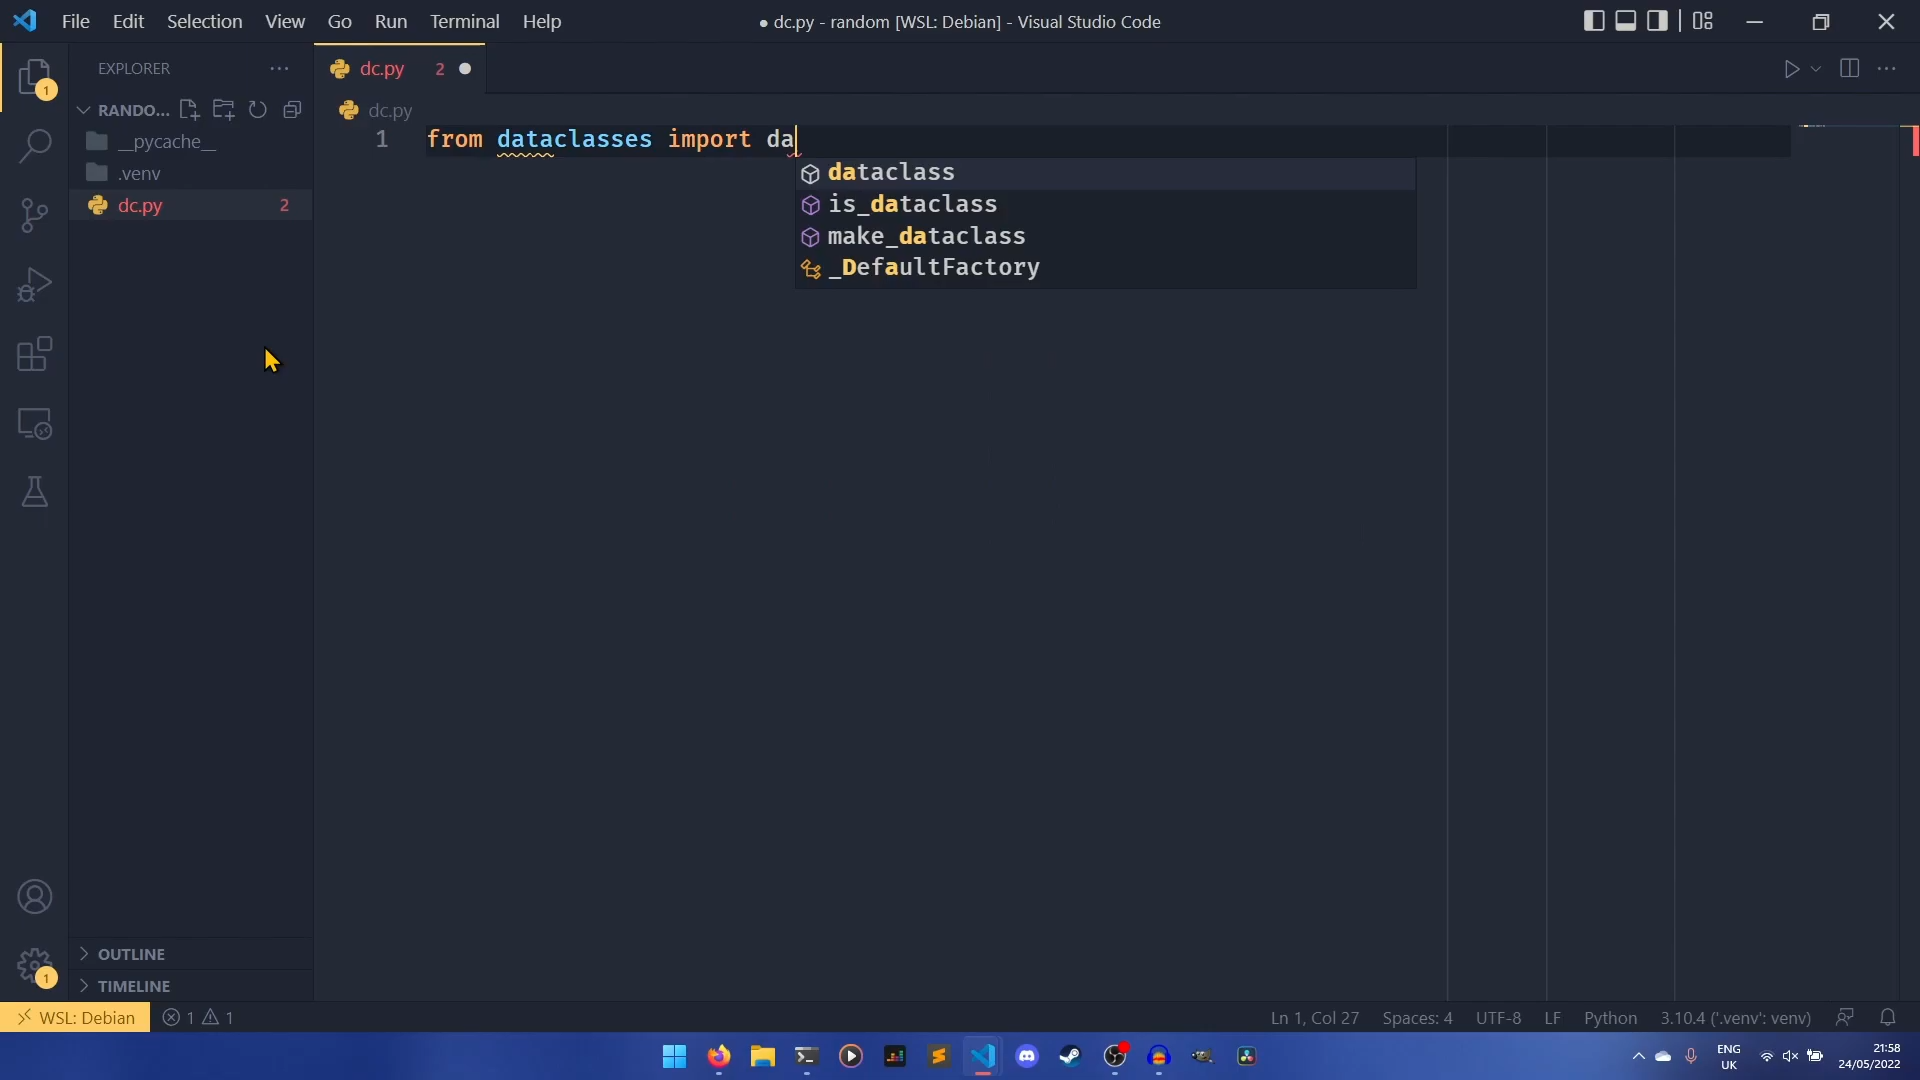 File Edit Selection View Go Run Terminal Help
● dc.py - random [WSL: Debian] - Visual Studio Code
EXPLORER
dc.py 2
1
RANDO...
dc.py
__pycache__
1 from dataclasses import da
.venv
dataclass
dc.py 2
is_dataclass
make_dataclass
_DefaultFactory
OUTLINE
1
TIMELINE
WSL: Debian 1 1
Ln 1, Col 27 Spaces: 4 UTF-8 LF Python 3.10.4 ('.venv': venv)
ENG
UK
21:58
24/05/2022